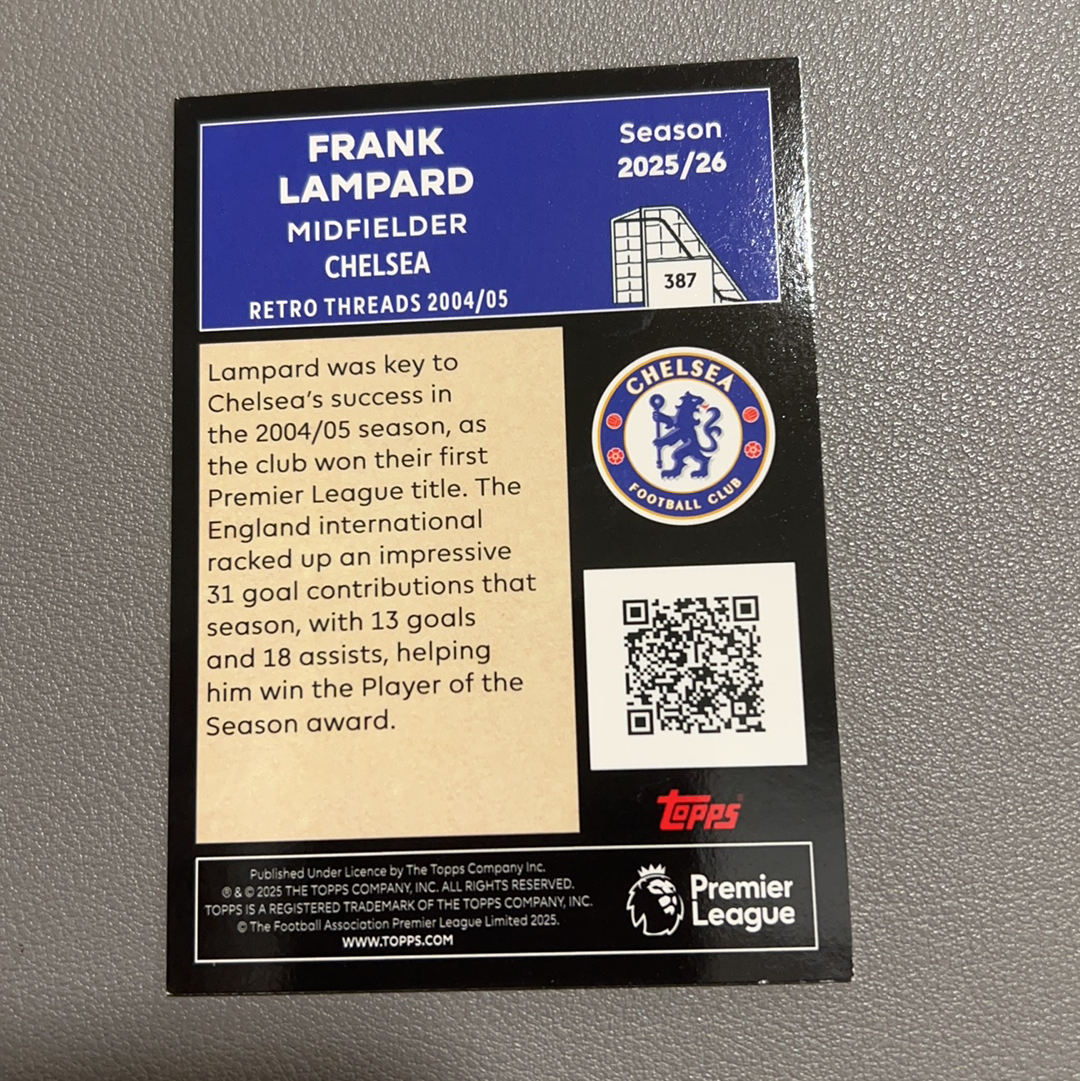 FRANK
LAMPARD
MIDFIELDER
CHELSEA
RETRO THREADS 2004/05
Season
2025/26
387
Lampard was key to
Chelsea's success in
the 2004/05 season, as
the club won their first
Premier League title. The
England international
racked up an impressive
31 goal contributions that
season, with 13 goals
and 18 assists, helping
him win the Player of the
Season award.
CHELSEA
FOOTBALL CLUB
topps
Published Under Licence by The Topps Company Inc.
® & © 2025 THE TOPPS COMPANY, INC. ALL RIGHTS RESERVED.
TOPPS IS A REGISTERED TRADEMARK OF THE TOPPS COMPANY, INC.
© The Football Association Premier League Limited 2025.
WWW.TOPPS.COM
Premier
League